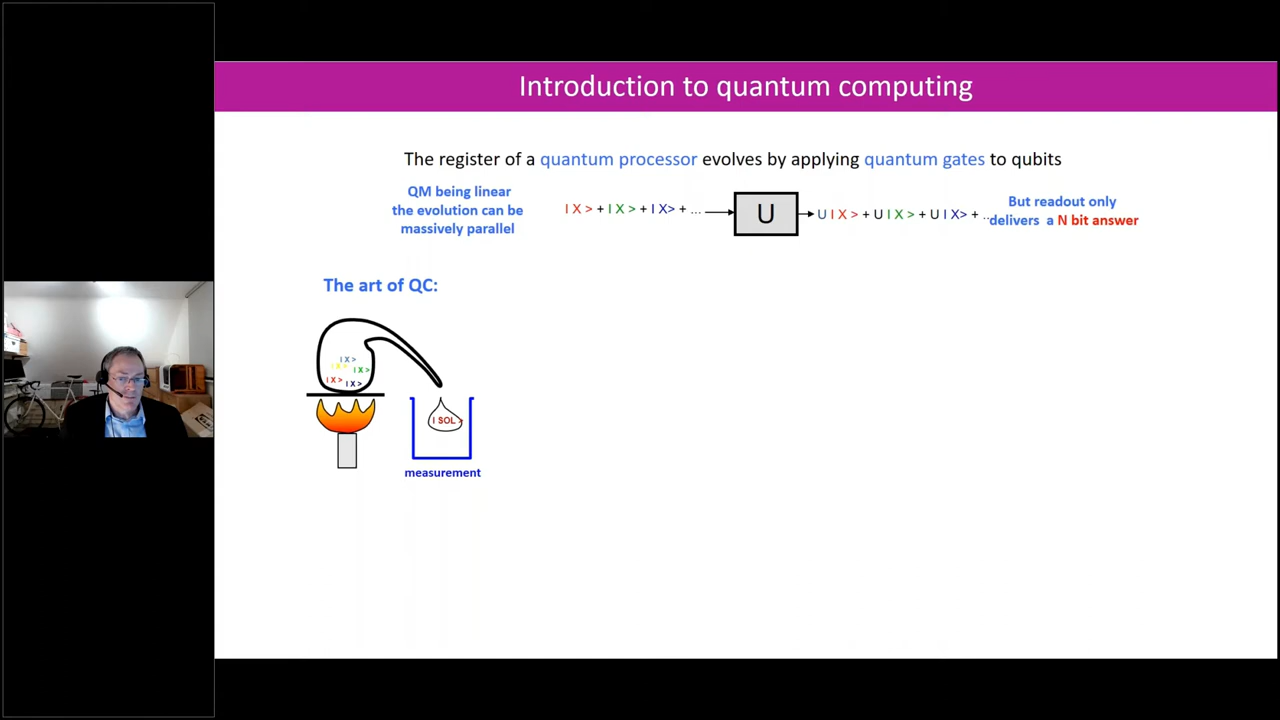 Introduction to quantum computing
The register of a quantum processor evolves by applying quantum gates to qubits
QM being linear
the evolution can be
massively parallel
I X > + I X > + I X> + ...
U
U I X > + U I X > + U I X> + ..
But readout only
delivers a N bit answer
The art of QC:
I X >
I X >
I X >
I X >
I X >
I SOL >
measurement